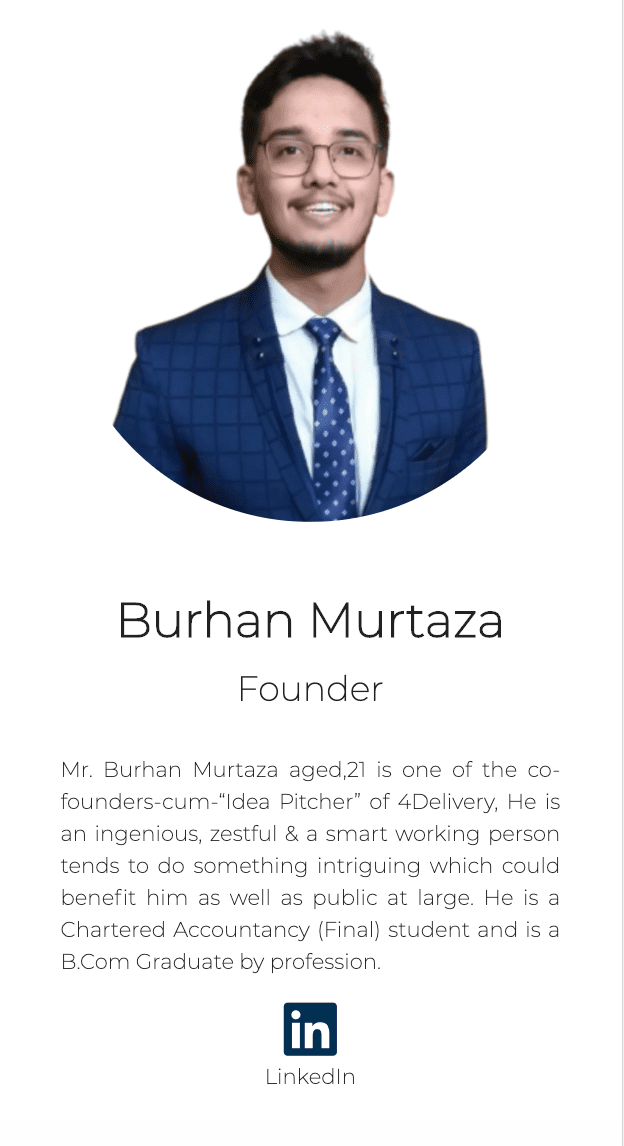 Burhan Murtaza
Founder
Mr. Burhan Murtaza aged,21 is one of the co-
founders-cum-“Idea Pitcher” of 4Delivery, He is
an ingenious, zestful & a smart working person
tends to do something intriguing which could
benefit him as well as public at large. He is a
Chartered Accountancy (Final) student and is a
B.Com Graduate by profession.
in
LinkedIn